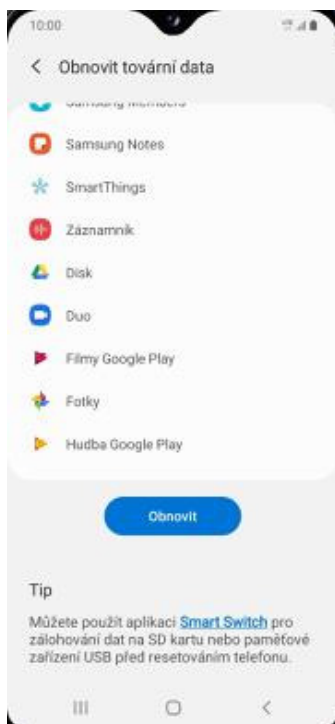 10:00
Obnovit tovární data
Samsung Members
Samsung Notes
SmartThings
Záznamník
Disk
Duo
Filmy Google Play
Fotky
Hudba Google Play
Obnovit
Tip
Můžete použít aplikaci Smart Switch pro
zálohování dat na SD kartu nebo paměťové
zařízení USB před resetováním telefonu.